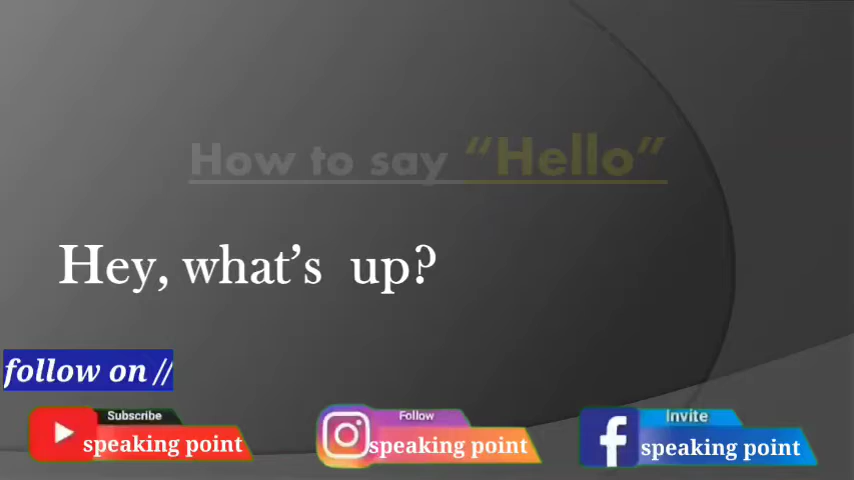 How to say “Hello”
Hey, what’s up?
follow on //
Subscribe
speaking point
Follow
speaking point
Invite
speaking point